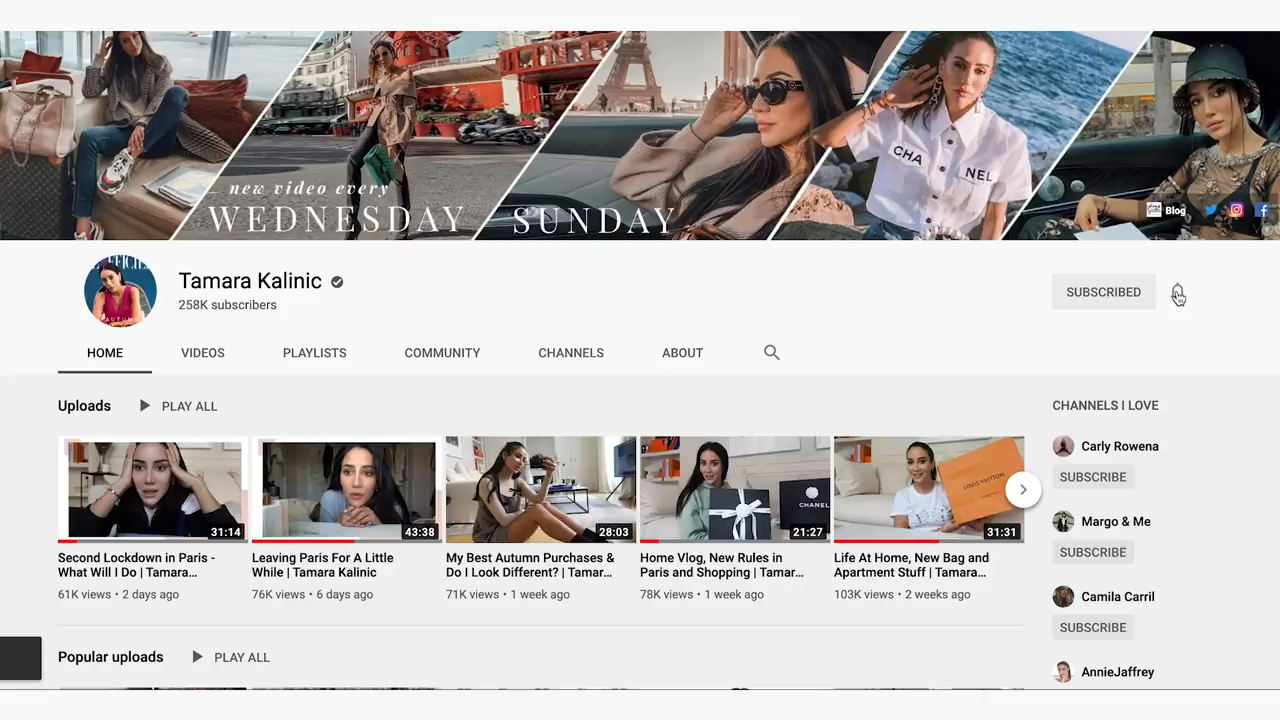 new video every
WEDNESDAY
SUNDAY
CHA
NEL
Blog
Tamara Kalinic
258K subscribers
SUBSCRIBED
HOME
VIDEOS
PLAYLISTS
COMMUNITY
CHANNELS
ABOUT
Uploads
PLAY ALL
CHANNELS I LOVE
31:14
43:38
28:03
21:27
31:31
CHANEL
LOUIS VUITTON
Second Lockdown in Paris -
What Will I Do | Tamara...
61K views • 2 days ago
Leaving Paris For A Little
While | Tamara Kalinic
76K views • 6 days ago
My Best Autumn Purchases &
Do I Look Different? | Tamar...
71K views • 1 week ago
Home Vlog, New Rules in
Paris and Shopping | Tamar...
78K views • 1 week ago
Life At Home, New Bag and
Apartment Stuff | Tamara...
103K views • 2 weeks ago
Carly Rowena
SUBSCRIBE
Margo & Me
SUBSCRIBE
Camila Carril
SUBSCRIBE
AnnieJaffrey
Popular uploads
PLAY ALL